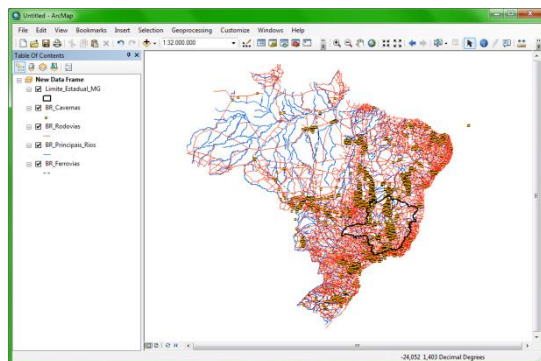 Untitled - ArcMap
File Edit View Bookmarks Insert Selection Geoprocessing Customize Windows Help
1:32.000.000
Table Of Contents
New Data Frame
Limite_Estadual_MG
BR_Cavernas
BR_Rodovias
BR_Principais_Rios
BR_Ferrovias
-24,052 1,403 Decimal Degrees